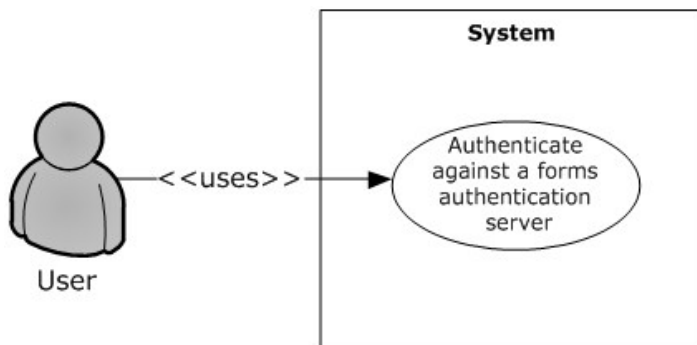 System
<<uses>>
Authenticate
against a forms
authentication
server
User